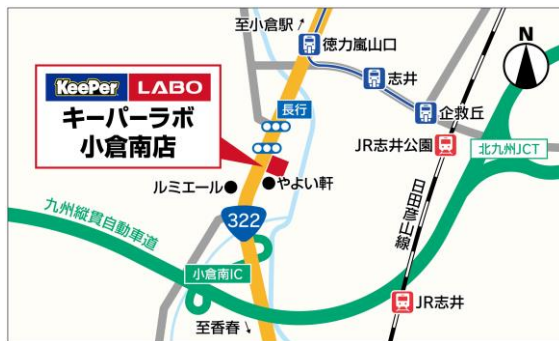 至小倉駅
徳力嵐山口
N
志井
KeePer LABO
キーパーラボ
小倉南店
長行
企救丘
JR志井公園
北九州JCT
ルミエール
やよい軒
322
日田彦山線
九州縦貫自動車道
小倉南IC
JR志井
至香春